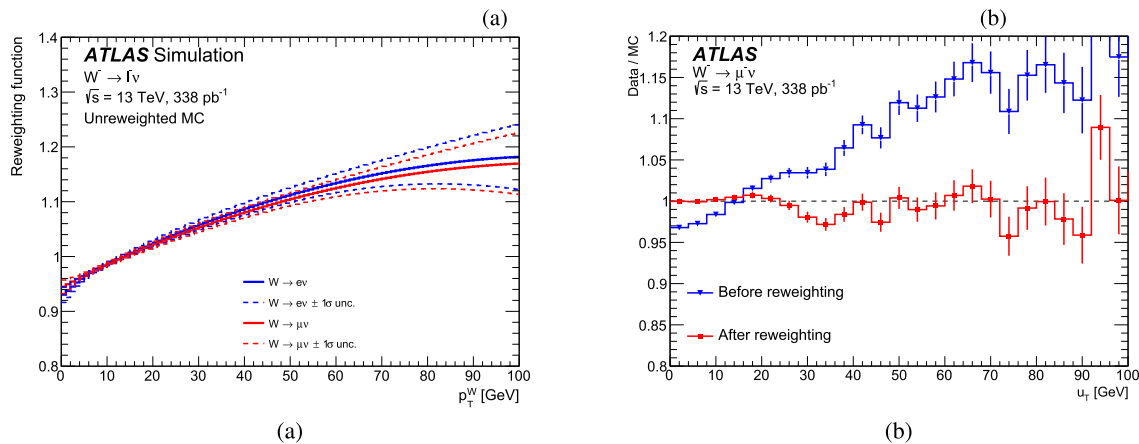 (a)
(b)
Reweighting function
1.4
1.3
1.2
1.1
1
0.9
0.8
ATLAS Simulation
W⁻ → l⁻ν
√s = 13 TeV, 338 pb⁻¹
Unreweighted MC
W → eν
W → eν ± 1σ unc.
W → μν
W → μν ± 1σ unc.
0 10 20 30 40 50 60 70 80 90 100
p_T^W [GeV]
Data / MC
1.2
1.15
1.1
1.05
1
0.95
0.9
0.85
0.8
ATLAS
W⁻ → μ⁻ν
√s = 13 TeV, 338 pb⁻¹
Before reweighting
After reweighting
0 10 20 30 40 50 60 70 80 90 100
u_T [GeV]
(a)
(b)